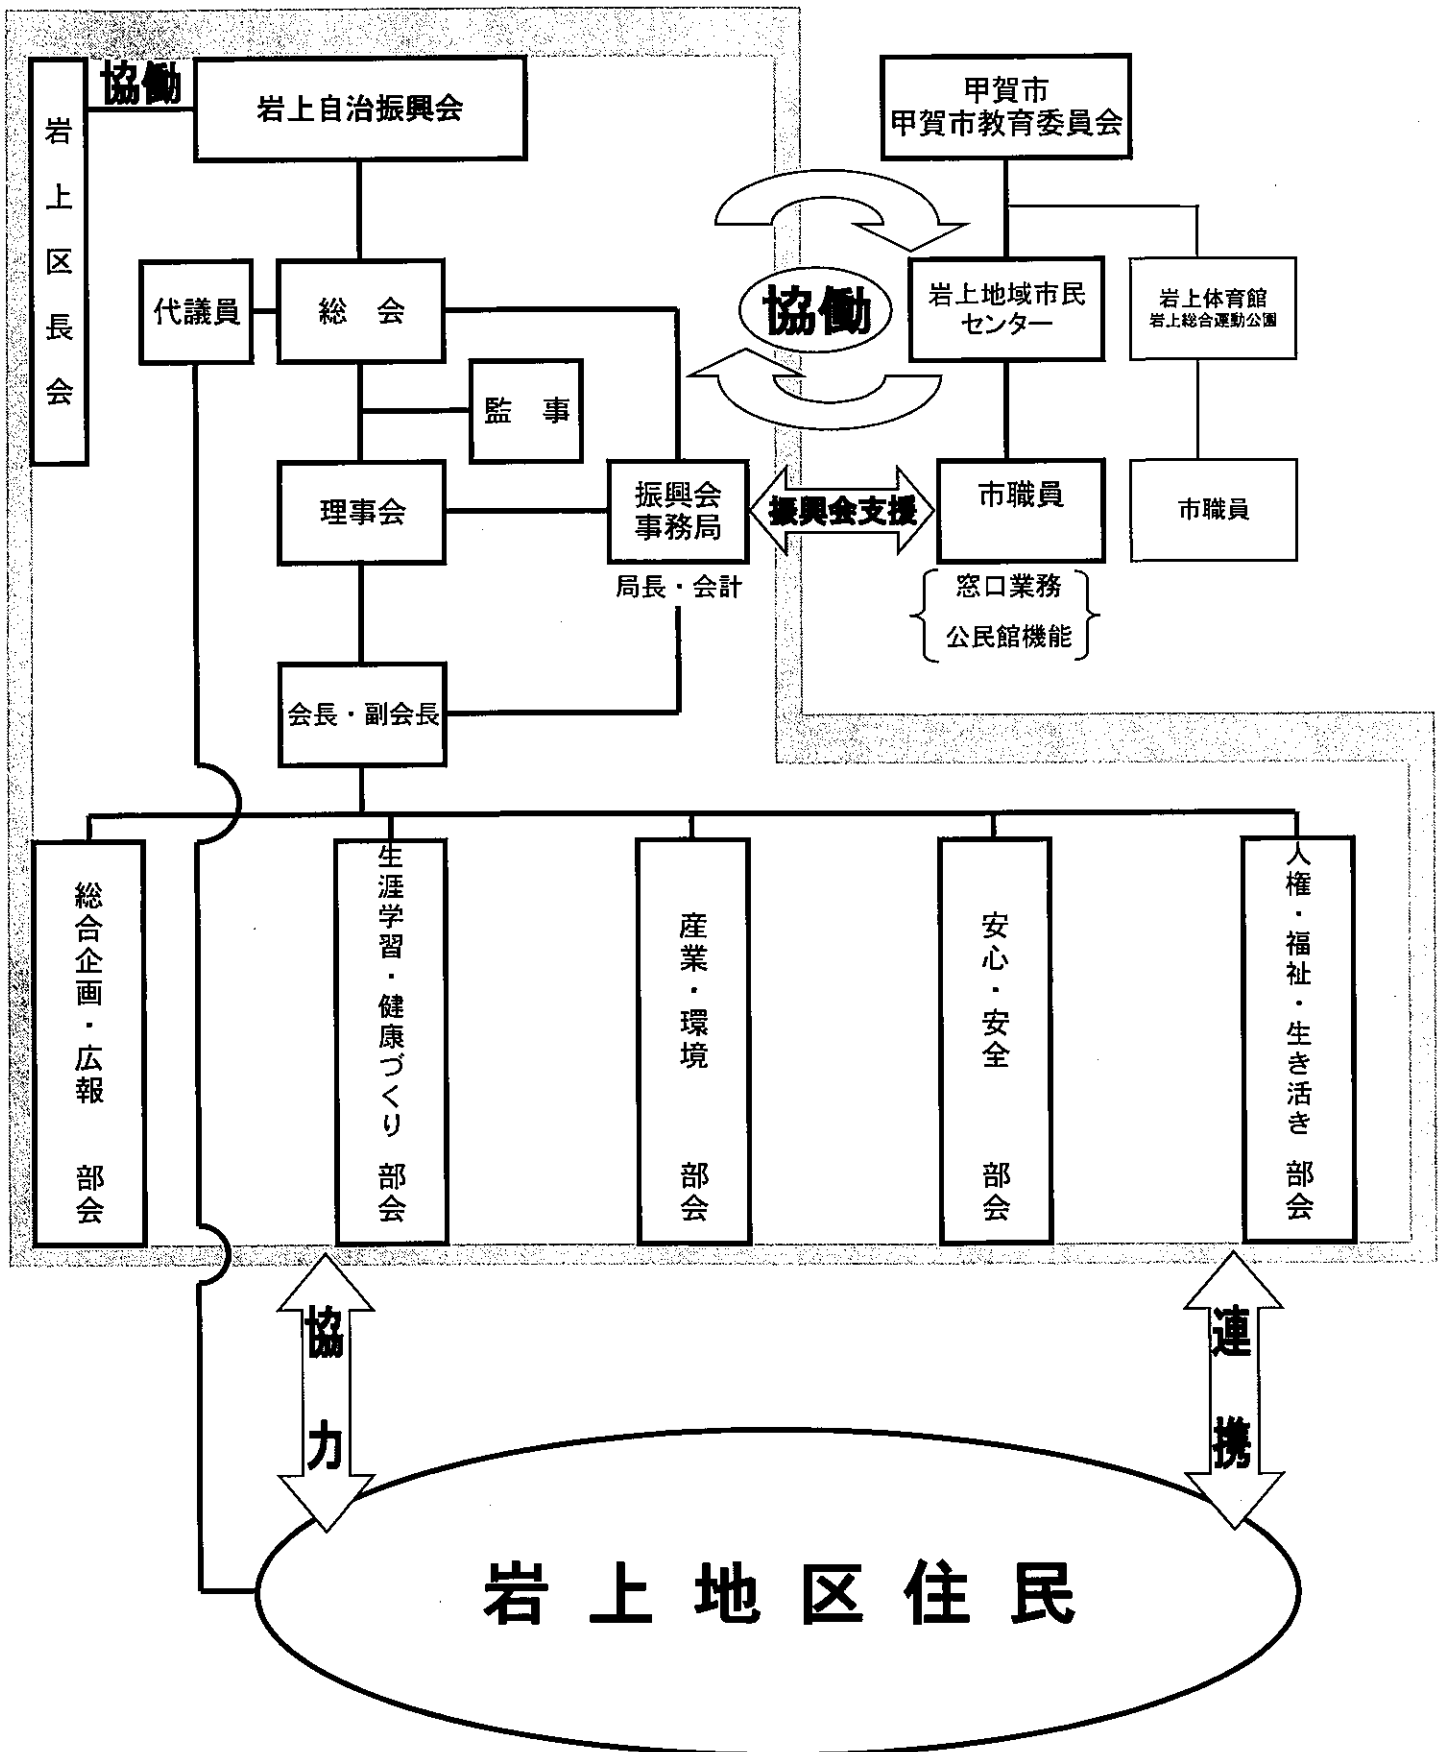 協働
岩上自治振興会
甲賀市
甲賀市教育委員会
岩上区長会
代議員
総　会
協働
岩上地域市民
センター
岩上体育館
岩上総合運動公園
監　事
理事会
振興会
事務局
振興会支援
市職員
市職員
局長・会計
窓口業務
公民館機能
会長・副会長
総合企画・広報　部会
生涯学習・健康づくり　部会
産業・環境　部会
安心・安全　部会
人権・福祉・生き活き　部会
協力
連携
岩上地区住民